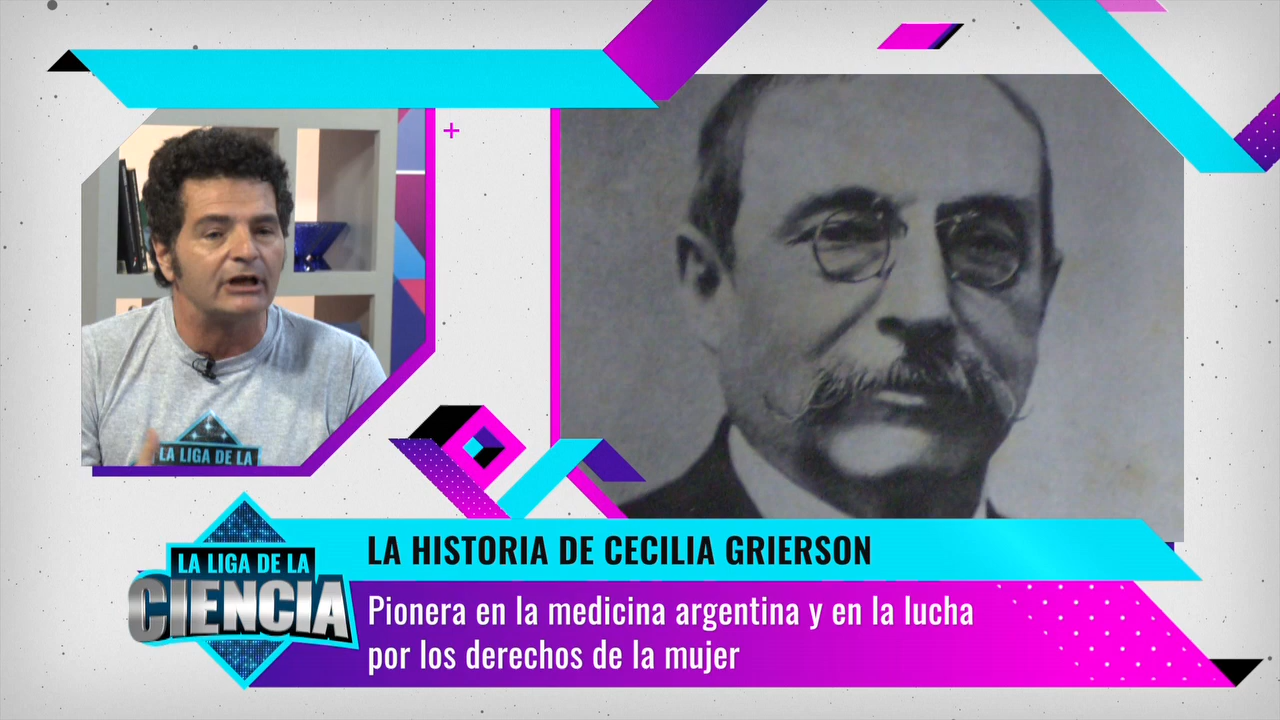 LA LIGA DE LA
LA HISTORIA DE CECILIA GRIERSON
LA LIGA DE LA
CIENCIA
Pionera en la medicina argentina y en la lucha
por los derechos de la mujer